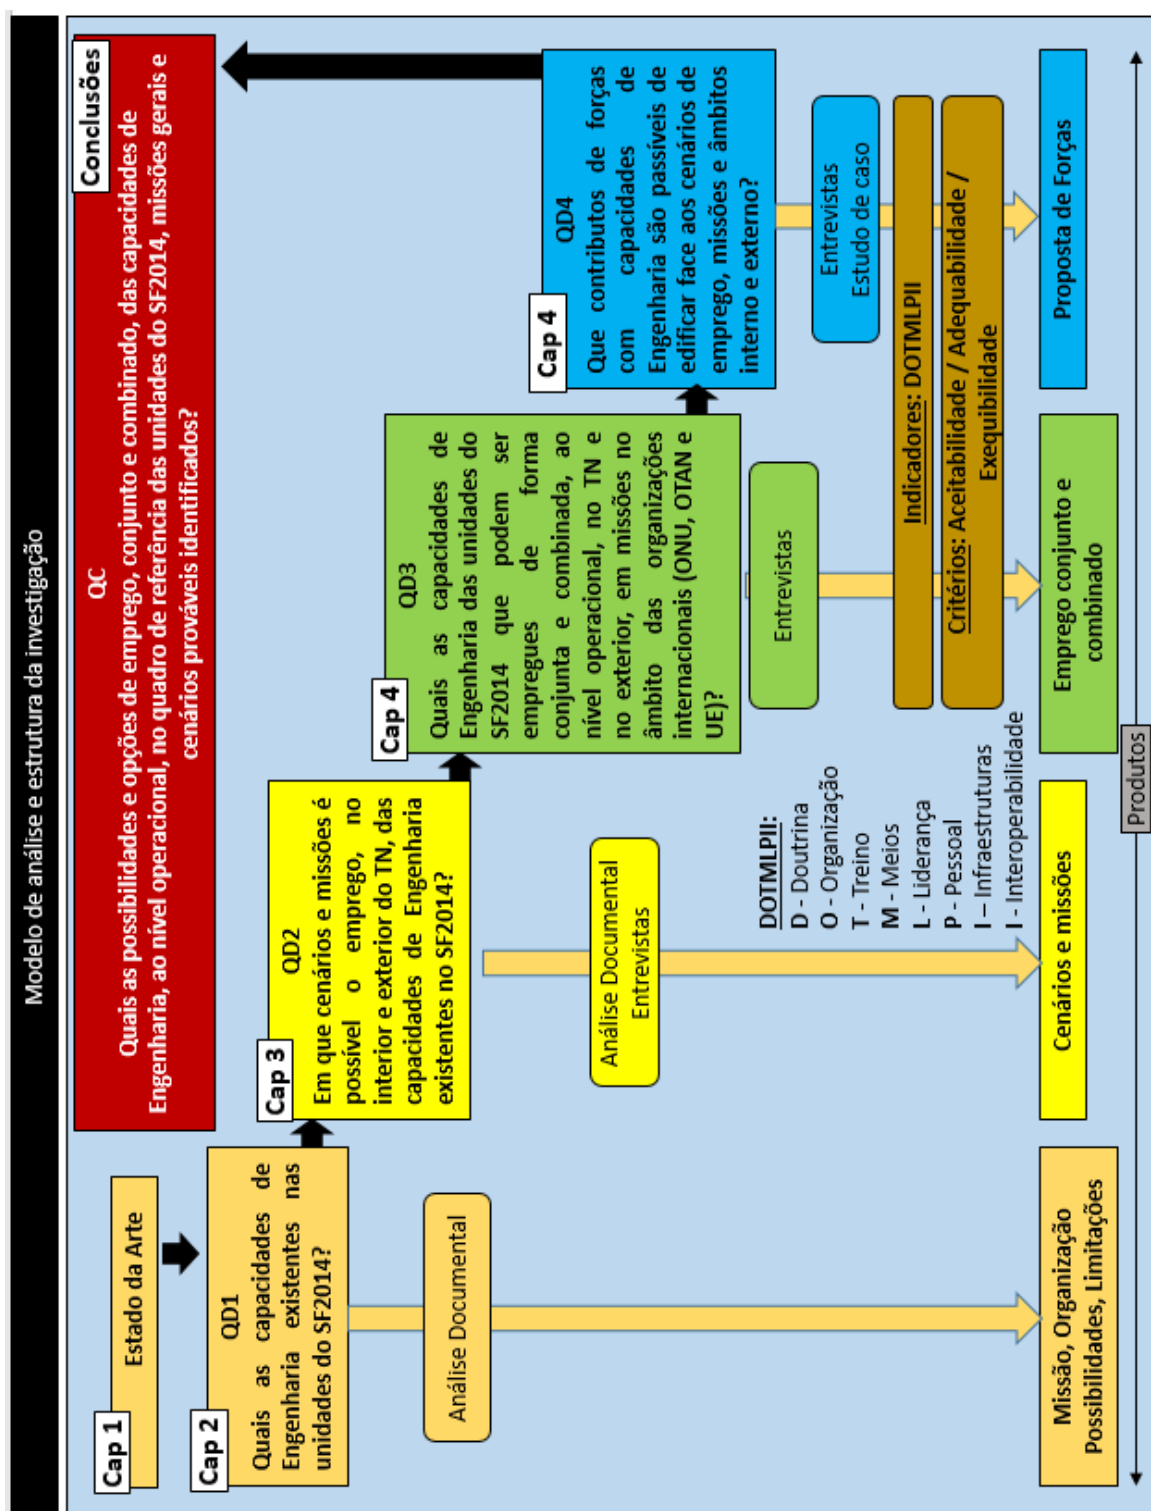 Modelo de análise e estrutura da investigação
Conclusões
QC
Quais as possibilidades e opções de emprego, conjunto e combinado, das capacidades de
Engenharia, ao nível operacional, no quadro de referência das unidades do SF2014, missões gerais e
cenários prováveis identificados?
Cap 1
Estado da Arte
Cap 2
QD1
Quais as capacidades de
Engenharia existentes nas
unidades do SF2014?
Análise Documental
Missão, Organização
Possibilidades, Limitações
Cap 3
QD2
Em que cenários e missões é
possível o emprego, no
interior e exterior do TN, das
capacidades de Engenharia
existentes no SF2014?
Análise Documental
Entrevistas
Cenários e missões
Cap 4
QD3
Quais as capacidades de
Engenharia das unidades do
SF2014 que podem ser
empregues de forma
conjunta e combinada, ao
nível operacional, no TN e
no exterior, em missões no
âmbito das organizações
internacionais (ONU, OTAN e
UE)?
Entrevistas
Emprego conjunto e
combinado
Cap 4
QD4
Que contributos de forças
com capacidades de
Engenharia são passíveis de
edificar face aos cenários de
emprego, missões e âmbitos
interno e externo?
Entrevistas
Estudo de caso
Indicadores: DOTMLPII
Critérios: Aceitabilidade / Adequabilidade /
Exequibilidade
Proposta de Forças
DOTMLPII:
D - Doutrina
O - Organização
T - Treino
M - Meios
L - Liderança
P - Pessoal
I – Infraestruturas
I - Interoperabilidade
Produtos